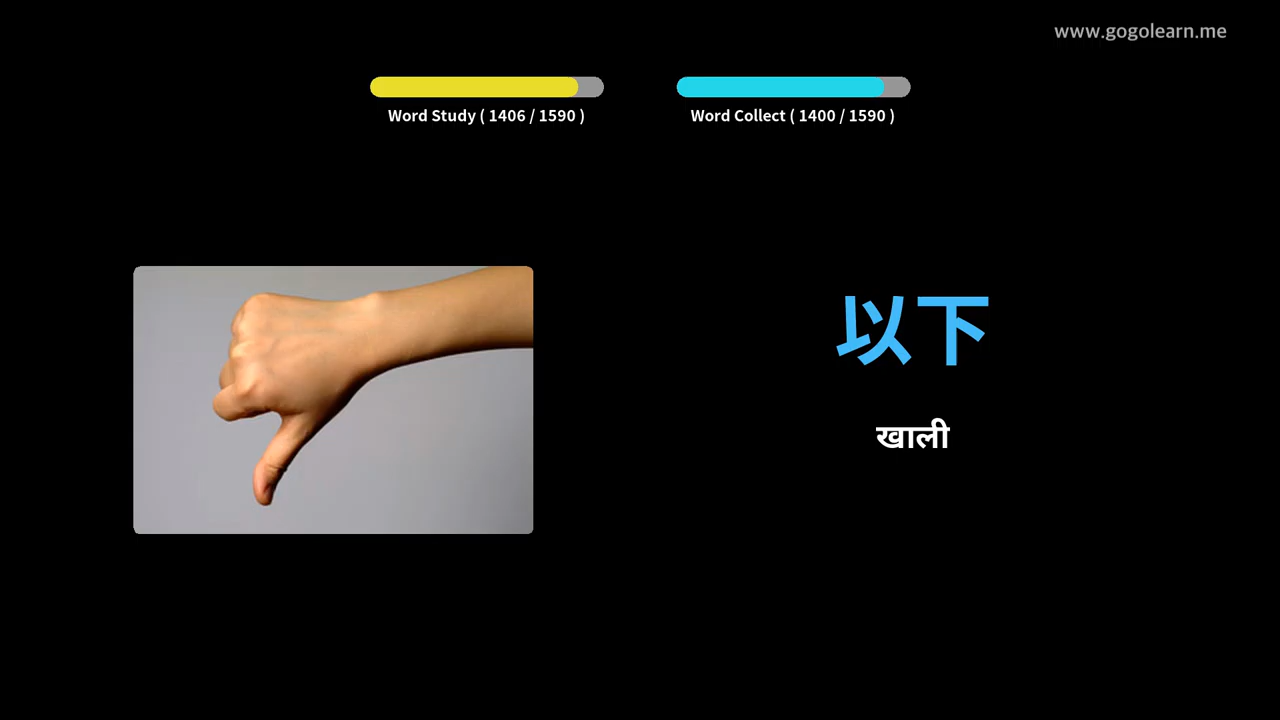 www.gogolearn.me
Word Study ( 1406 / 1590 )
Word Collect ( 1400 / 1590 )
以下
खाली